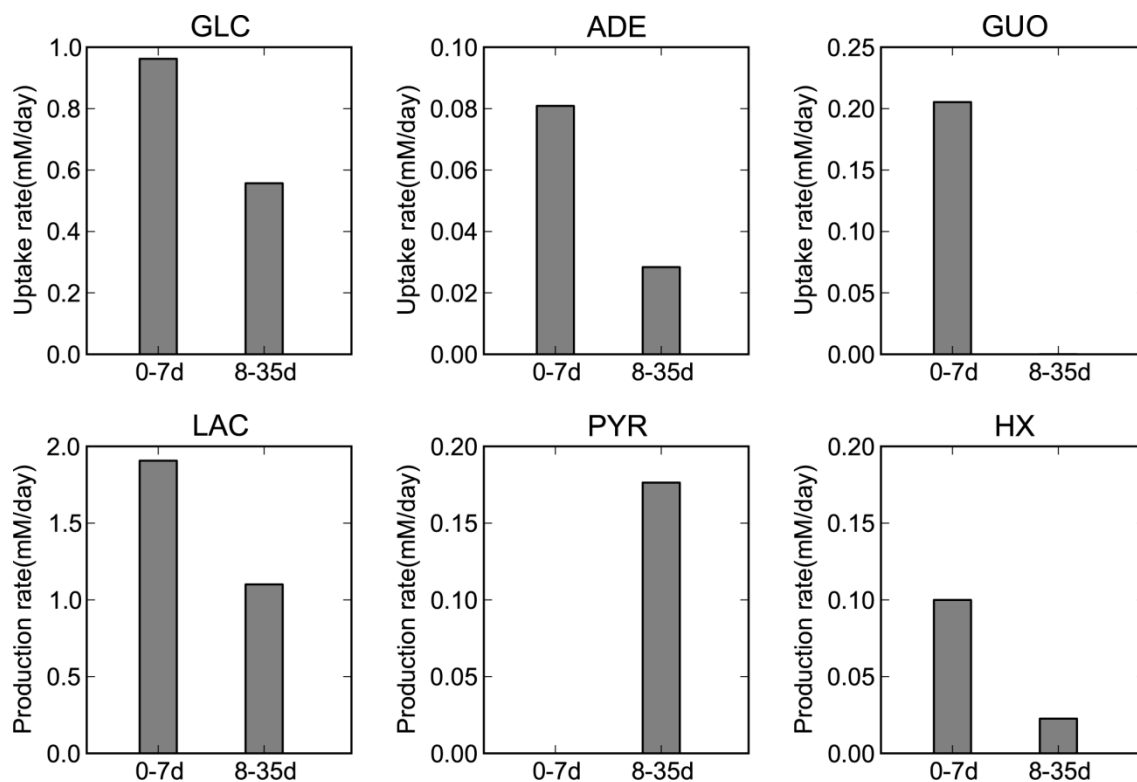 GLC
Uptake rate(mM/day)
1.0
0.8
0.6
0.4
0.2
0.0
0-7d 8-35d
ADE
Uptake rate(mM/day)
0.10
0.08
0.06
0.04
0.02
0.00
0-7d 8-35d
GUO
Uptake rate(mM/day)
0.25
0.20
0.15
0.10
0.05
0.00
0-7d 8-35d
LAC
Production rate(mM/day)
2.0
1.5
1.0
0.5
0.0
0-7d 8-35d
PYR
Production rate(mM/day)
0.20
0.15
0.10
0.05
0.00
0-7d 8-35d
HX
Production rate(mM/day)
0.20
0.15
0.10
0.05
0.00
0-7d 8-35d